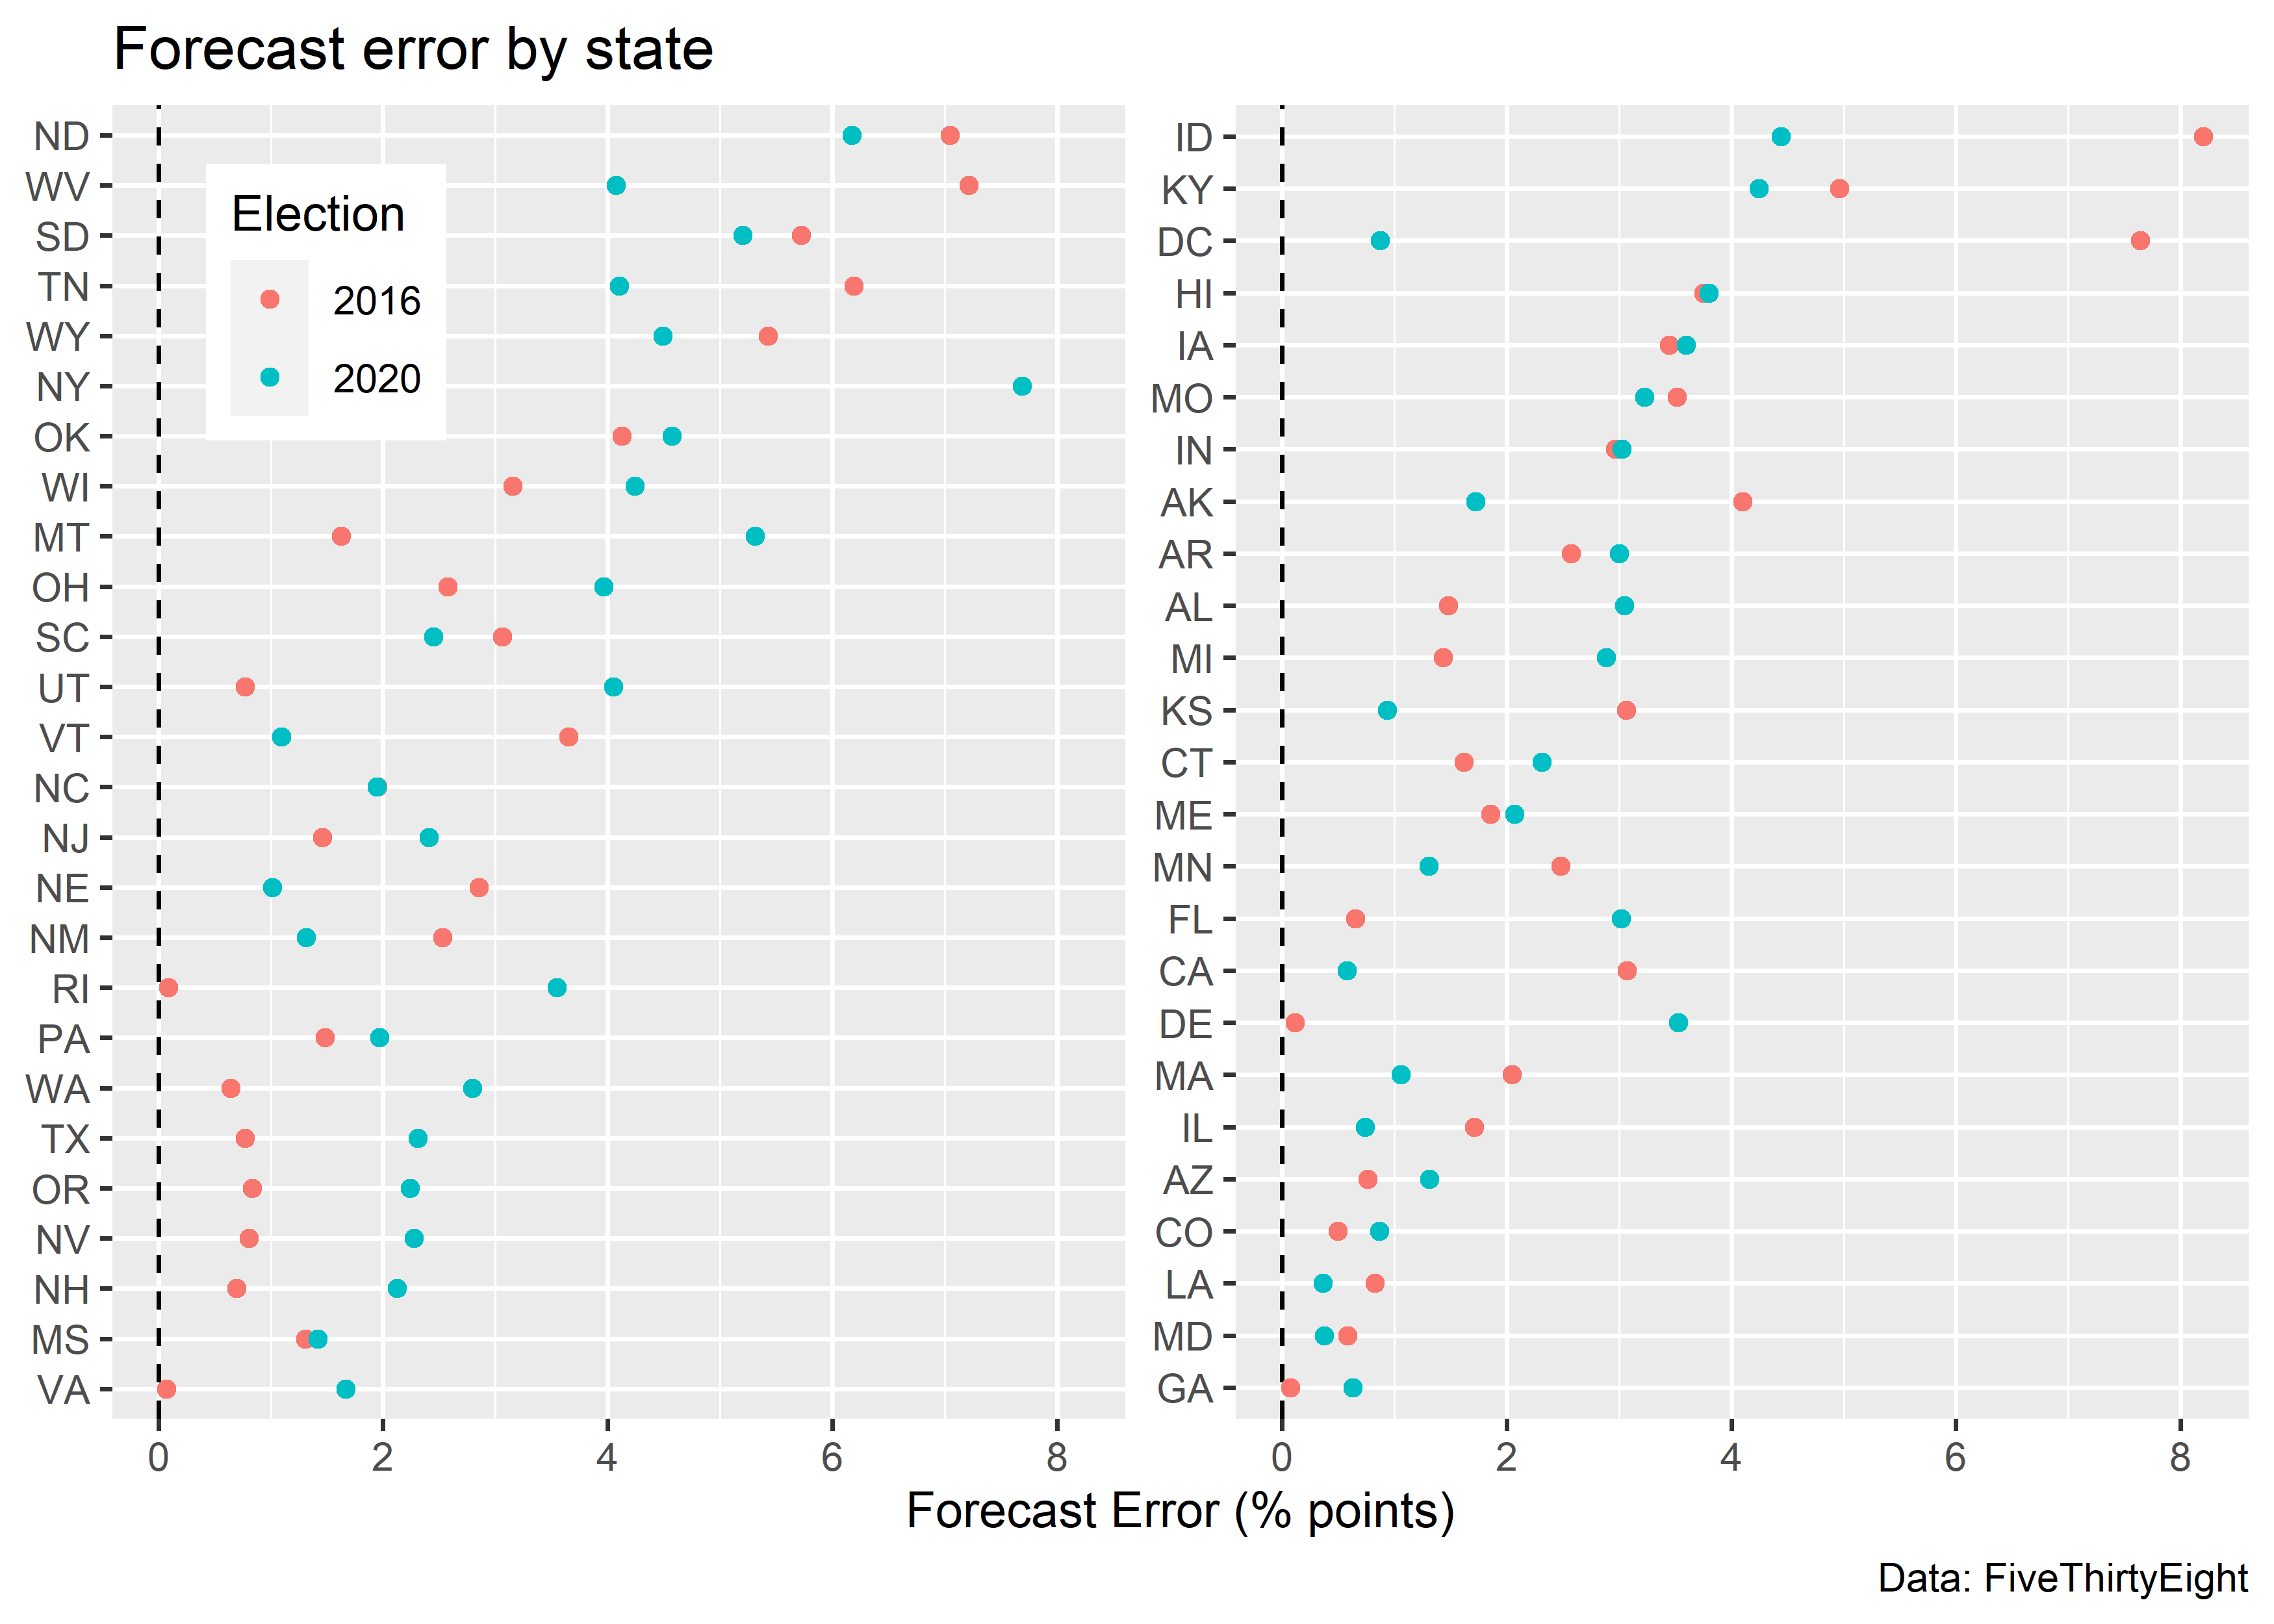 Forecast error by state
ND
WV
SD
TN
WY
NY
OK
WI
MT
OH
SC
UT
VT
NC
NJ
NE
NM
RI
PA
WA
TX
OR
NV
NH
MS
VA
Election
2016
2020
0 2 4 6 8
ID
KY
DC
HI
IA
MO
IN
AK
AR
AL
MI
KS
CT
ME
MN
FL
CA
DE
MA
IL
AZ
CO
LA
MD
GA
0 2 4 6 8
Forecast Error (% points)
Data: FiveThirtyEight